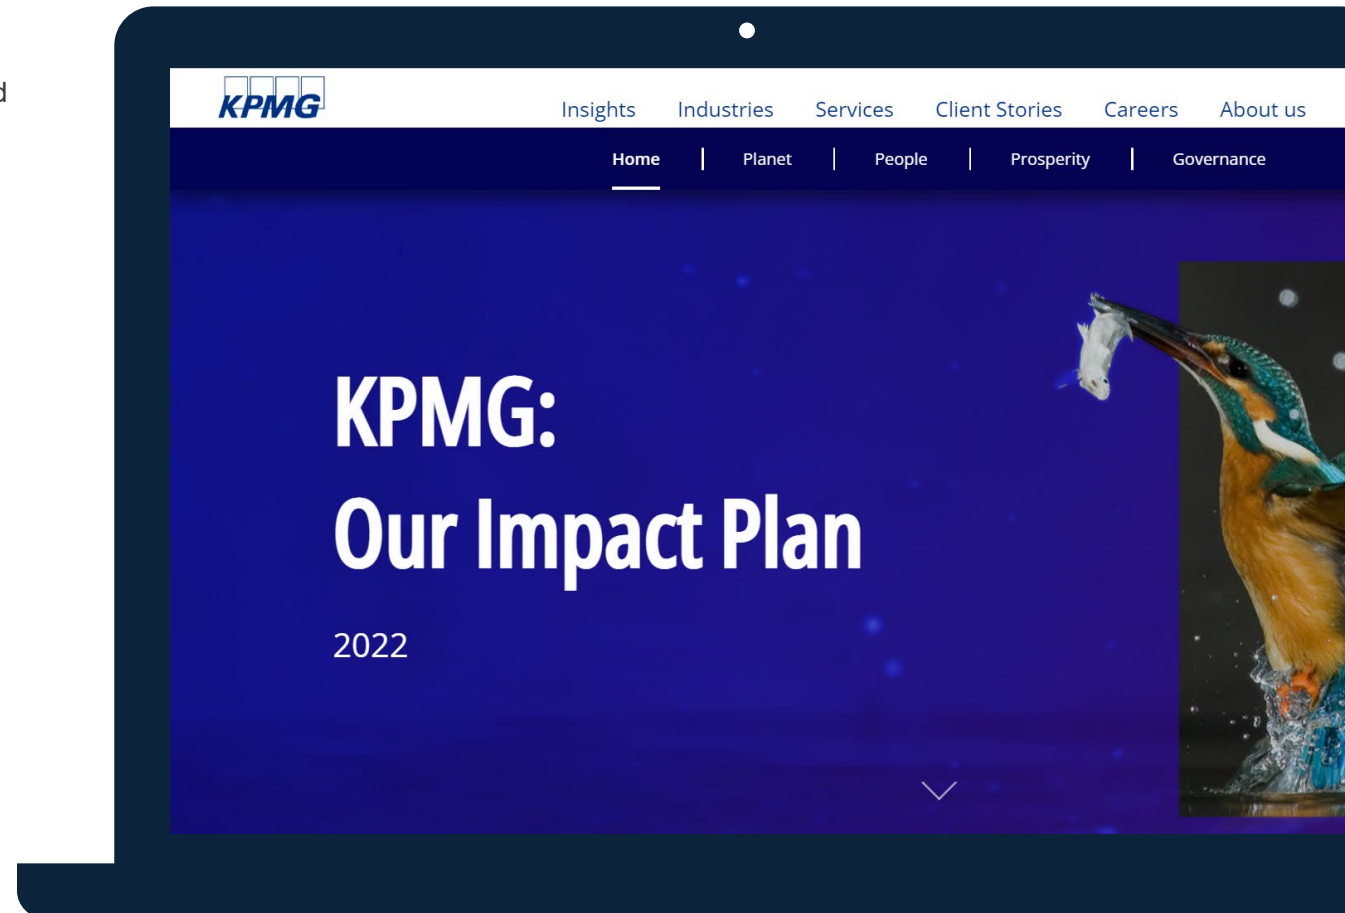 d
KPMG
Insights Industries Services Client Stories Careers About us
Home Planet People Prosperity Governance
KPMG:
Our Impact Plan
2022